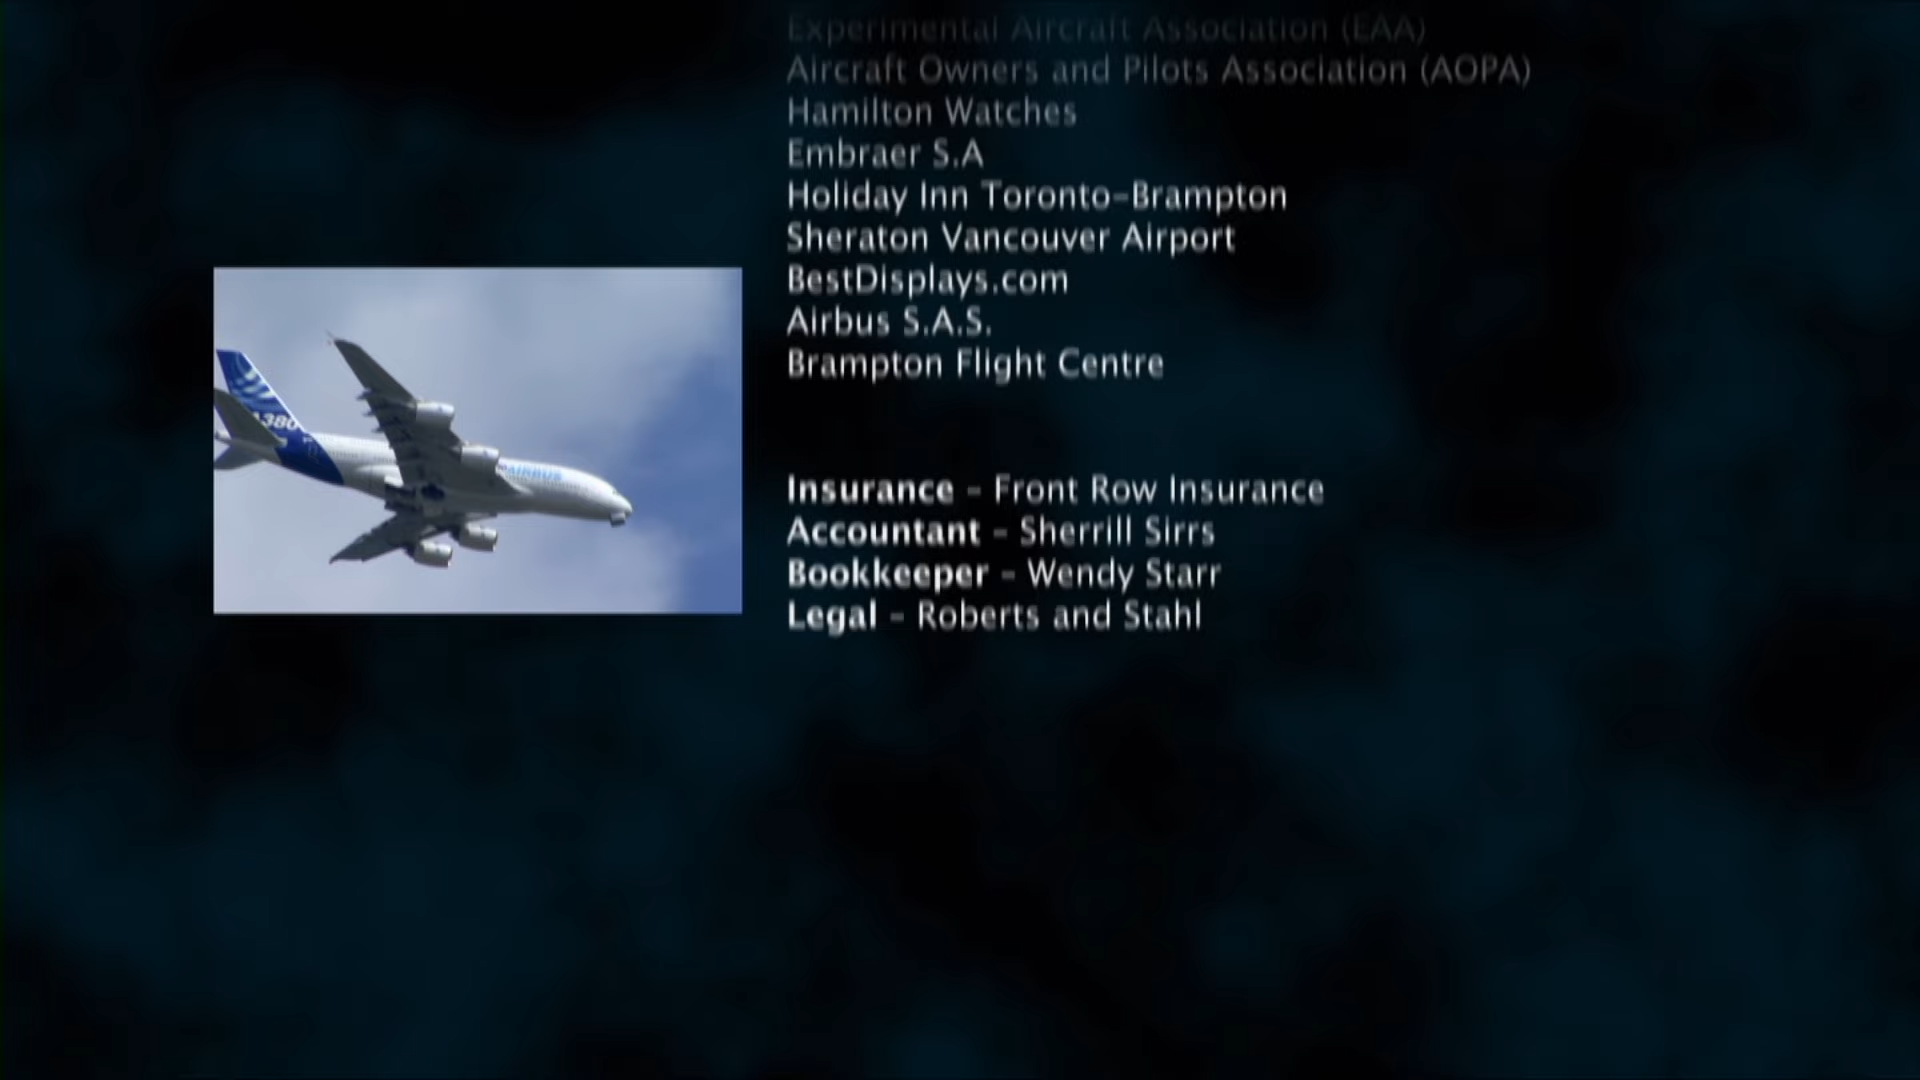 Experimental Aircraft Association (EAA)
Aircraft Owners and Pilots Association (AOPA)
Hamilton Watches
Embraer S.A
Holiday Inn Toronto-Brampton
Sheraton Vancouver Airport
BestDisplays.com
Airbus S.A.S.
Brampton Flight Centre
A380
AIRBUS
Insurance - Front Row Insurance
Accountant - Sherrill Sirrs
Bookkeeper - Wendy Starr
Legal - Roberts and Stahl